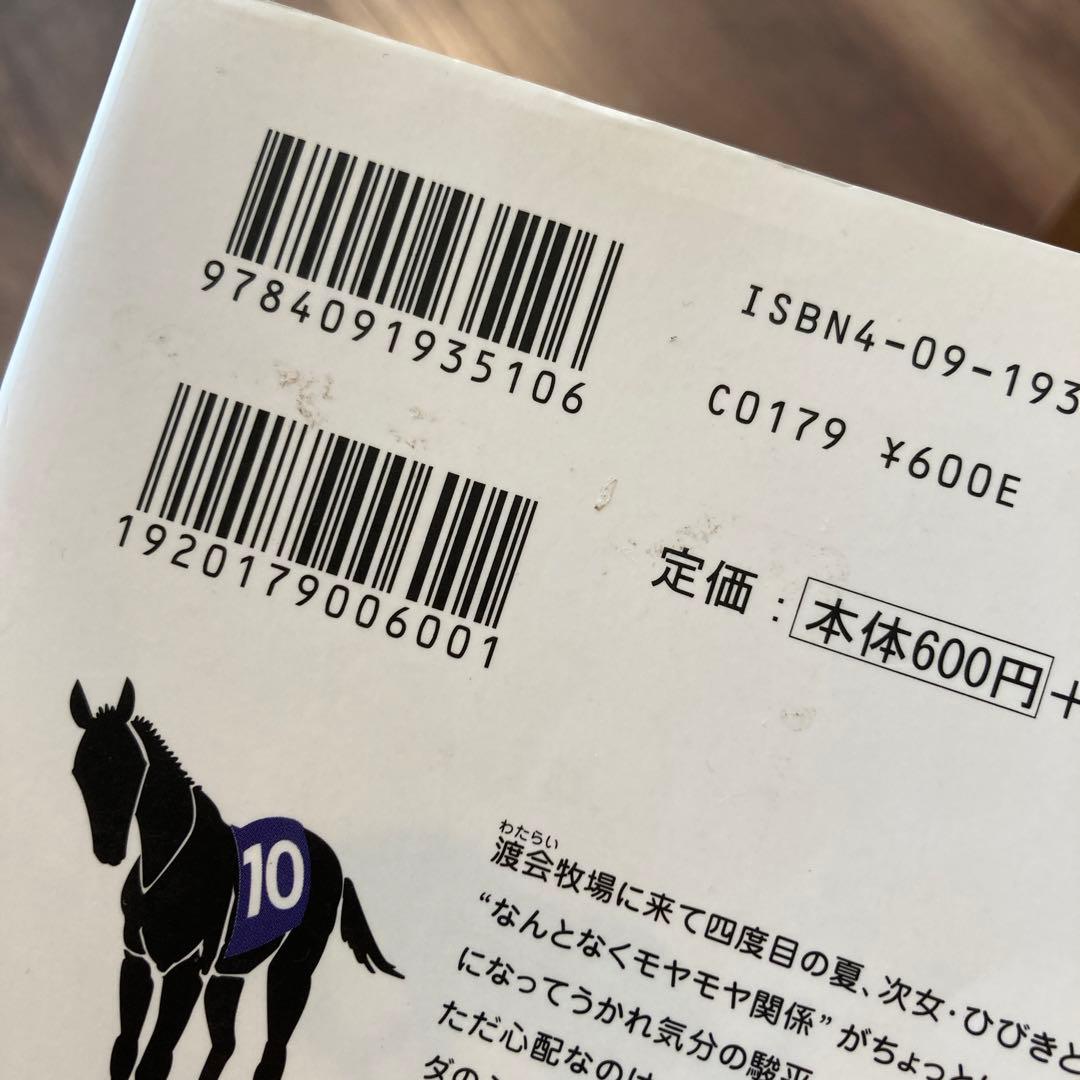 9784091935106
ISBN4-09-193
C0179 ¥600E
1920179006001
定価：本体600円＋
10
わたらい
渡会牧場に来て四度目の夏、次女・ひびきと
“なんとなくモヤモヤ関係”がちょっと
になってうかれ気分の駿平
ただ心配なのは
ダの